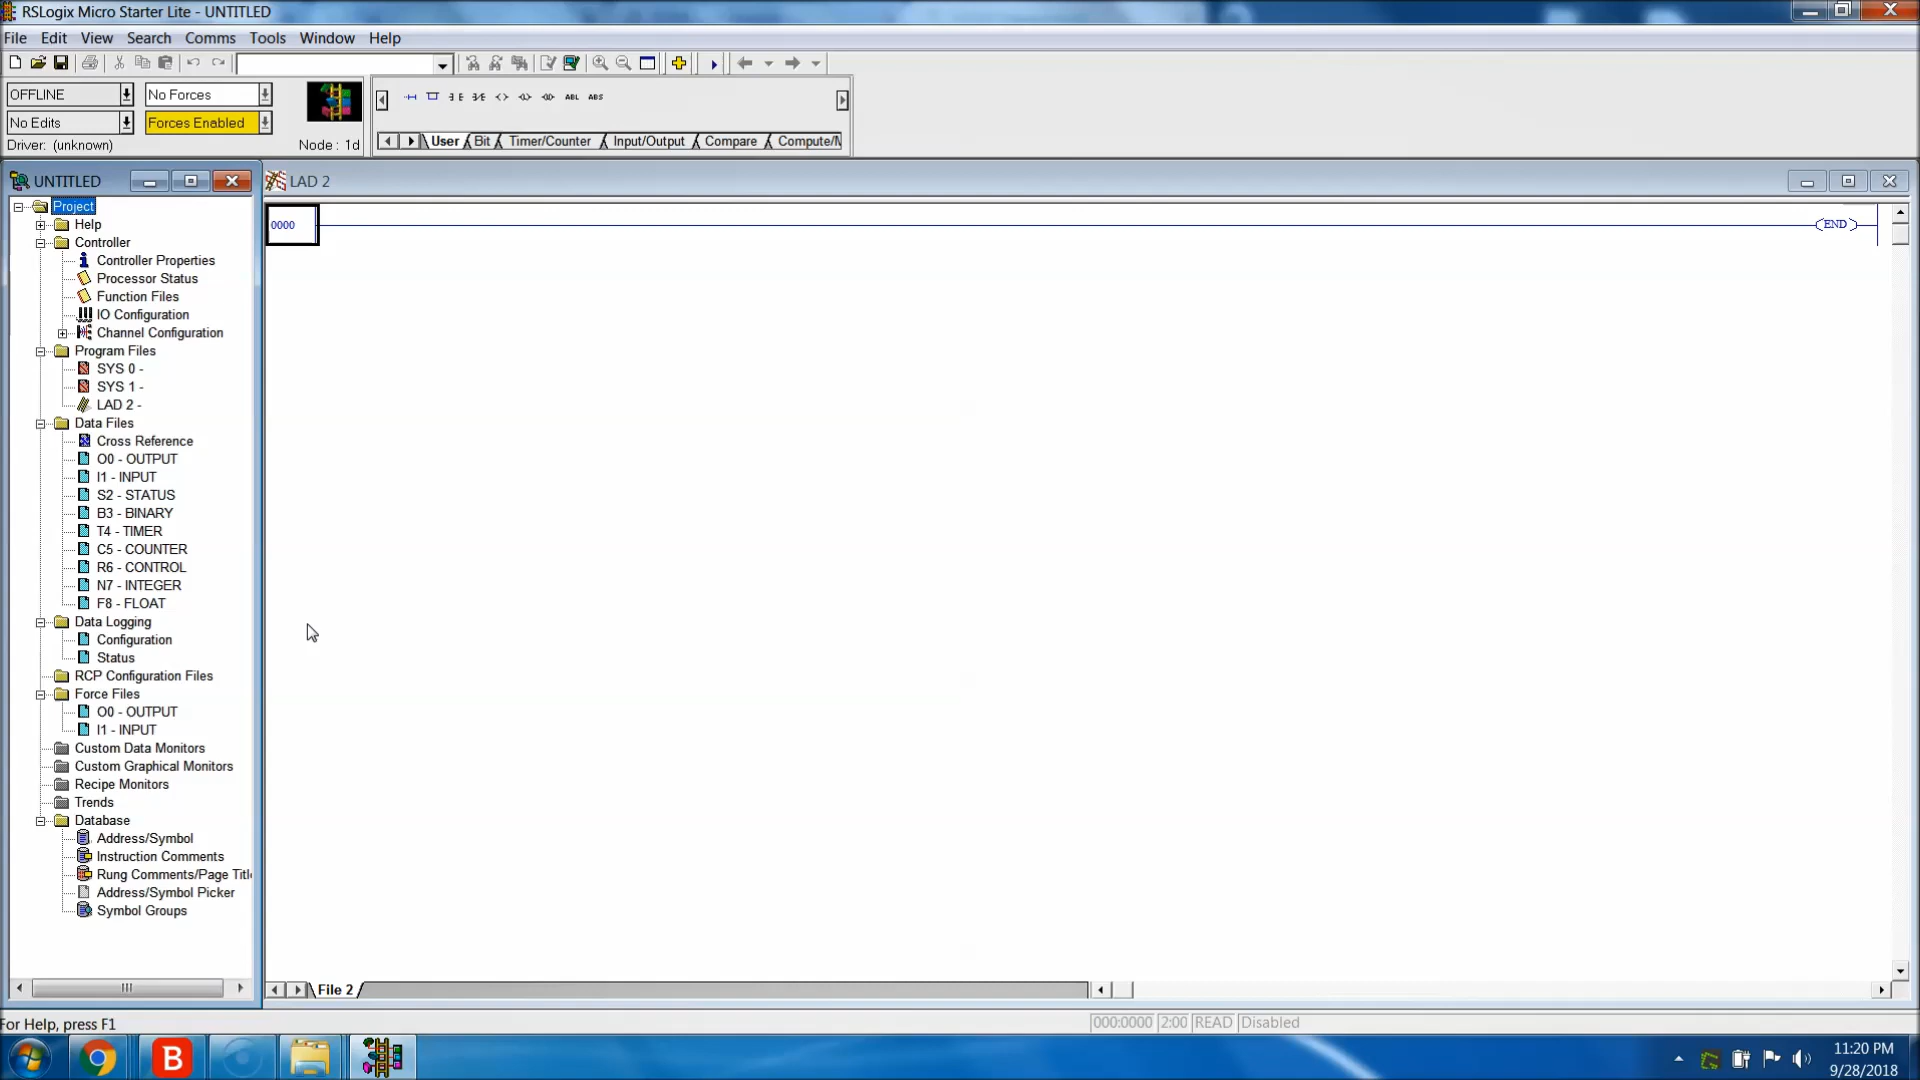 RSLogix Micro Starter Lite - UNTITLED
File Edit View Search Comms Tools Window Help
OFFLINE No Forces
No Edits Forces Enabled
Driver: (unknown) Node : 1d
ABL ABS
User Bit Timer/Counter Input/Output Compare Compute/M
UNTITLED
Project
Help
Controller
Controller Properties
Processor Status
Function Files
IO Configuration
Channel Configuration
Program Files
SYS 0 -
SYS 1 -
LAD 2 -
Data Files
Cross Reference
O0 - OUTPUT
I1 - INPUT
S2 - STATUS
B3 - BINARY
T4 - TIMER
C5 - COUNTER
R6 - CONTROL
N7 - INTEGER
F8 - FLOAT
Data Logging
Configuration
Status
RCP Configuration Files
Force Files
O0 - OUTPUT
I1 - INPUT
Custom Data Monitors
Custom Graphical Monitors
Recipe Monitors
Trends
Database
Address/Symbol
Instruction Comments
Rung Comments/Page Titl
Address/Symbol Picker
Symbol Groups
LAD 2
0000 END
File 2
For Help, press F1
000:0000 2:00 READ Disabled
B
11:20 PM
9/28/2018